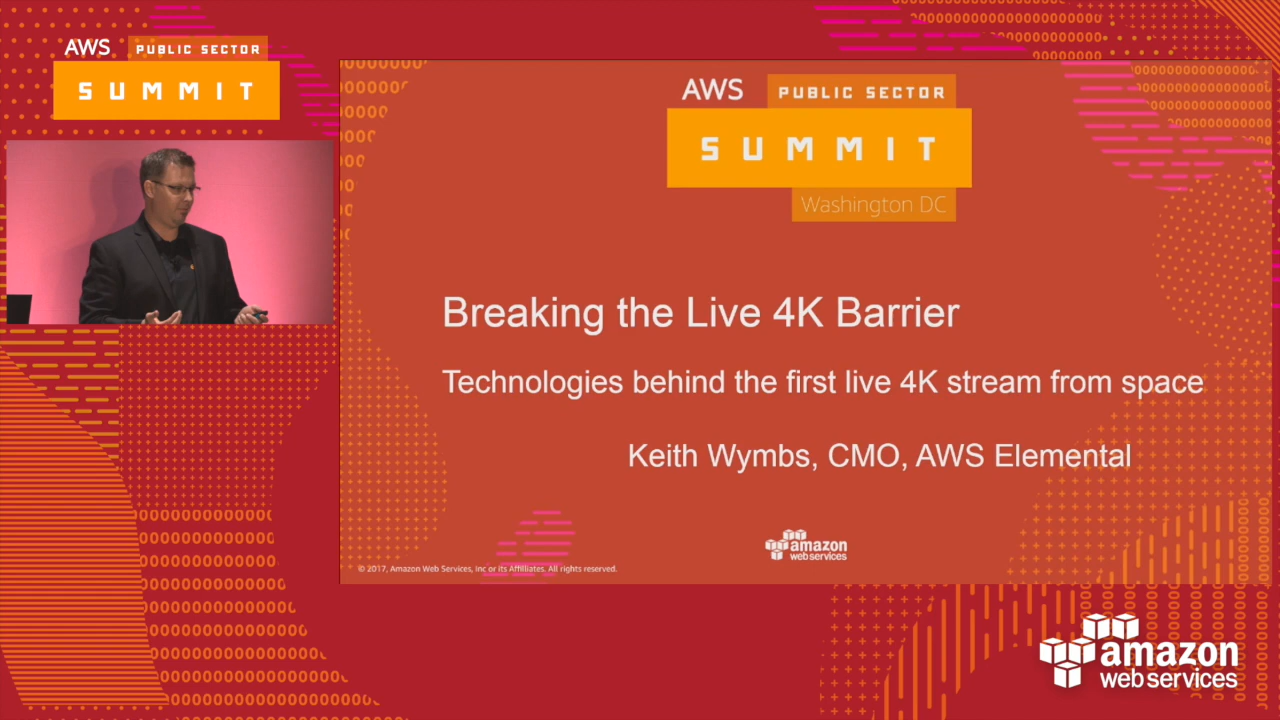 AWS PUBLIC SECTOR
SUMMIT
AWS PUBLIC SECTOR
SUMMIT
Washington DC
Breaking the Live 4K Barrier
Technologies behind the first live 4K stream from space
Keith Wymbs, CMO, AWS Elemental
amazon
web services
© 2017, Amazon Web Services, Inc or its Affiliates. All rights reserved.
amazon
web services